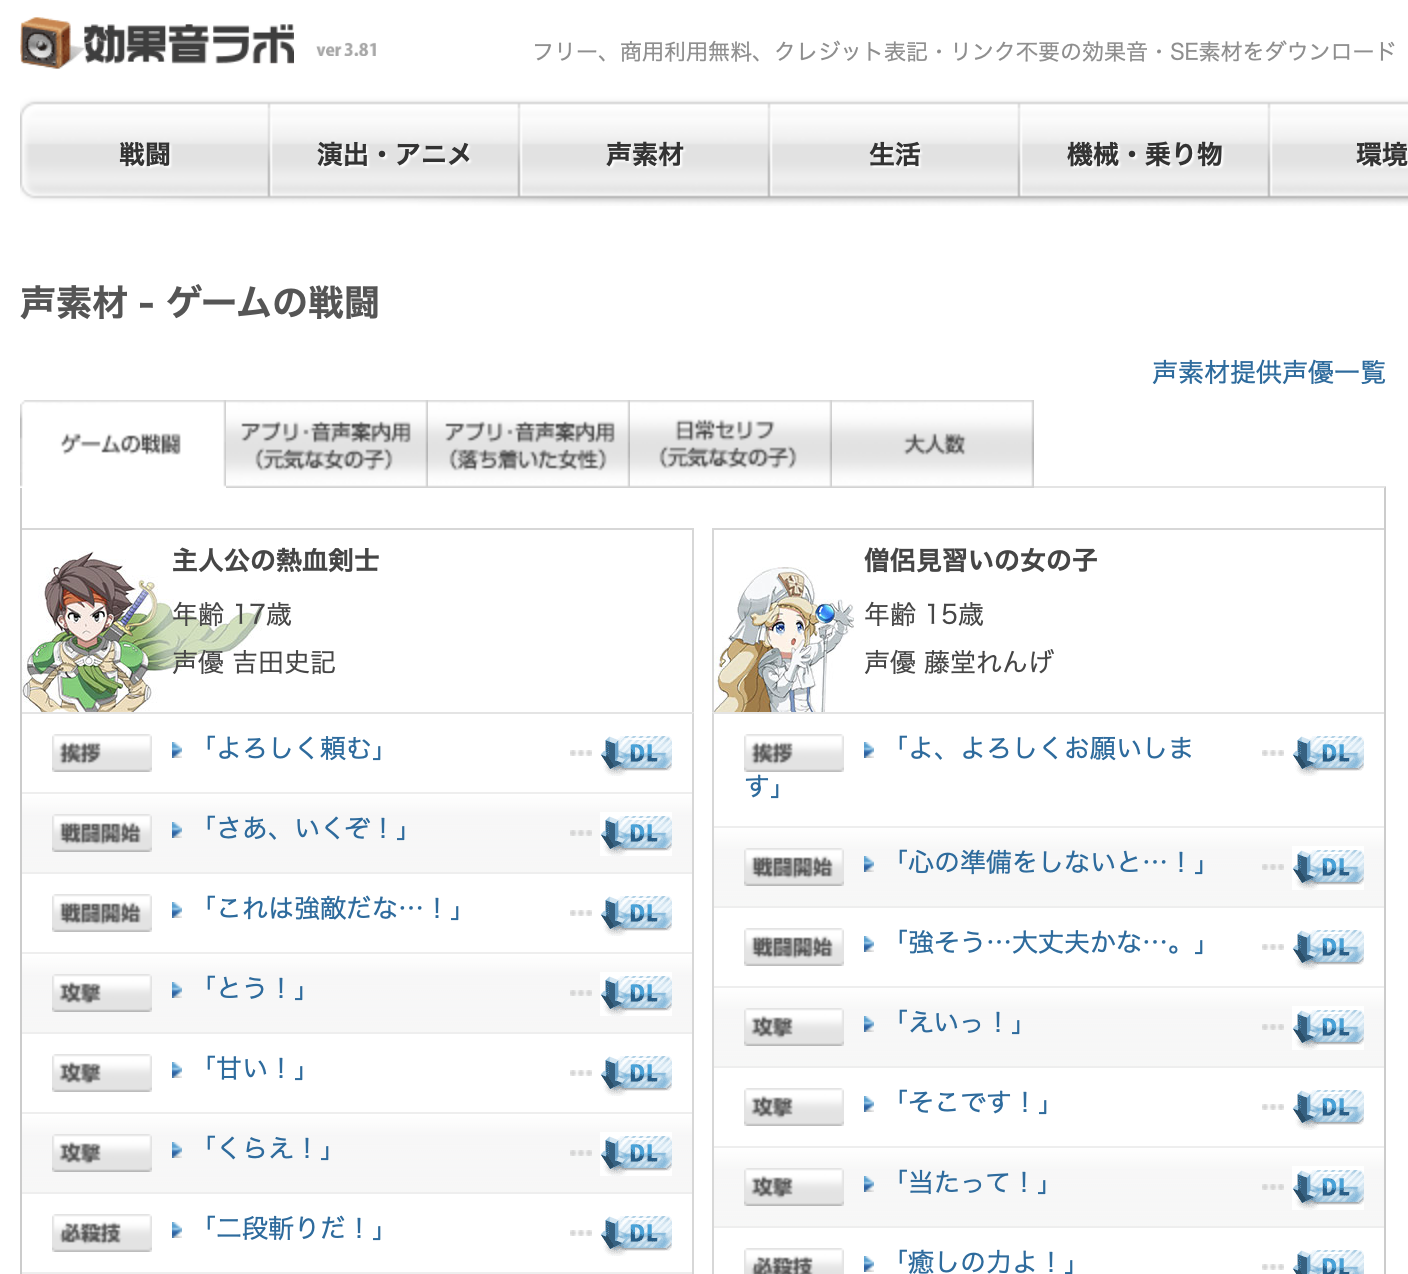 効果音ラボ ver 3.81
フリー、商用利用無料、クレジット表記・リンク不要の効果音・SE素材をダウンロード
戦闘 演出・アニメ 声素材 生活 機械・乗り物 環境
声素材 - ゲームの戦闘
声素材提供声優一覧
ゲームの戦闘
アプリ・音声案内用
（元気な女の子）
アプリ・音声案内用
（落ち着いた女性）
日常セリフ
（元気な女の子）
大人数
主人公の熱血剣士
年齢 17歳
声優 吉田史記
挨拶 「よろしく頼む」 … DL
戦闘開始 「さあ、いくぞ！」 … DL
戦闘開始 「これは強敵だな…！」 … DL
攻撃 「とう！」 … DL
攻撃 「甘い！」 … DL
攻撃 「くらえ！」 … DL
必殺技 「二段斬りだ！」 … DL
僧侶見習いの女の子
年齢 15歳
声優 藤堂れんげ
挨拶 「よ、よろしくお願いしま … DL
す」
戦闘開始 「心の準備をしないと…！」 … DL
戦闘開始 「強そう…大丈夫かな…。」 … DL
攻撃 「えいっ！」 … DL
攻撃 「そこです！」 … DL
攻撃 「当たって！」 … DL
必殺技 「癒しの力よ！」 … DL